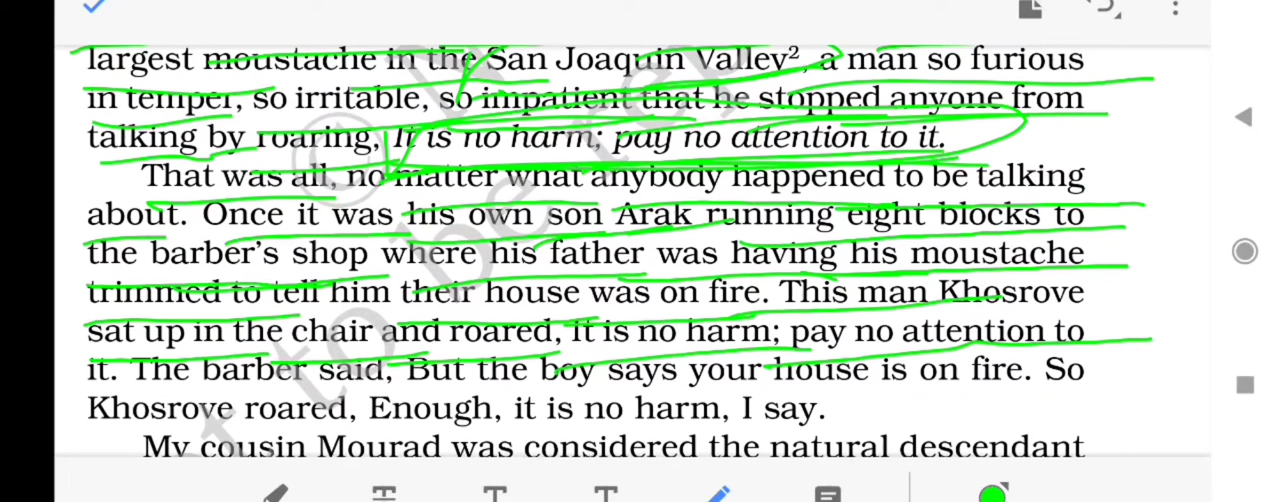 largest moustache in the San Joaquin Valley², a man so furious
in temper, so irritable, so impatient that he stopped anyone from
talking by roaring, It is no harm; pay no attention to it.
That was all, no matter what anybody happened to be talking
about. Once it was his own son Arak running eight blocks to
the barber's shop where his father was having his moustache
trimmed to tell him their house was on fire. This man Khosrove
sat up in the chair and roared, it is no harm; pay no attention to
it. The barber said, But the boy says your house is on fire. So
Khosrove roared, Enough, it is no harm, I say.
My cousin Mourad was considered the natural descendant